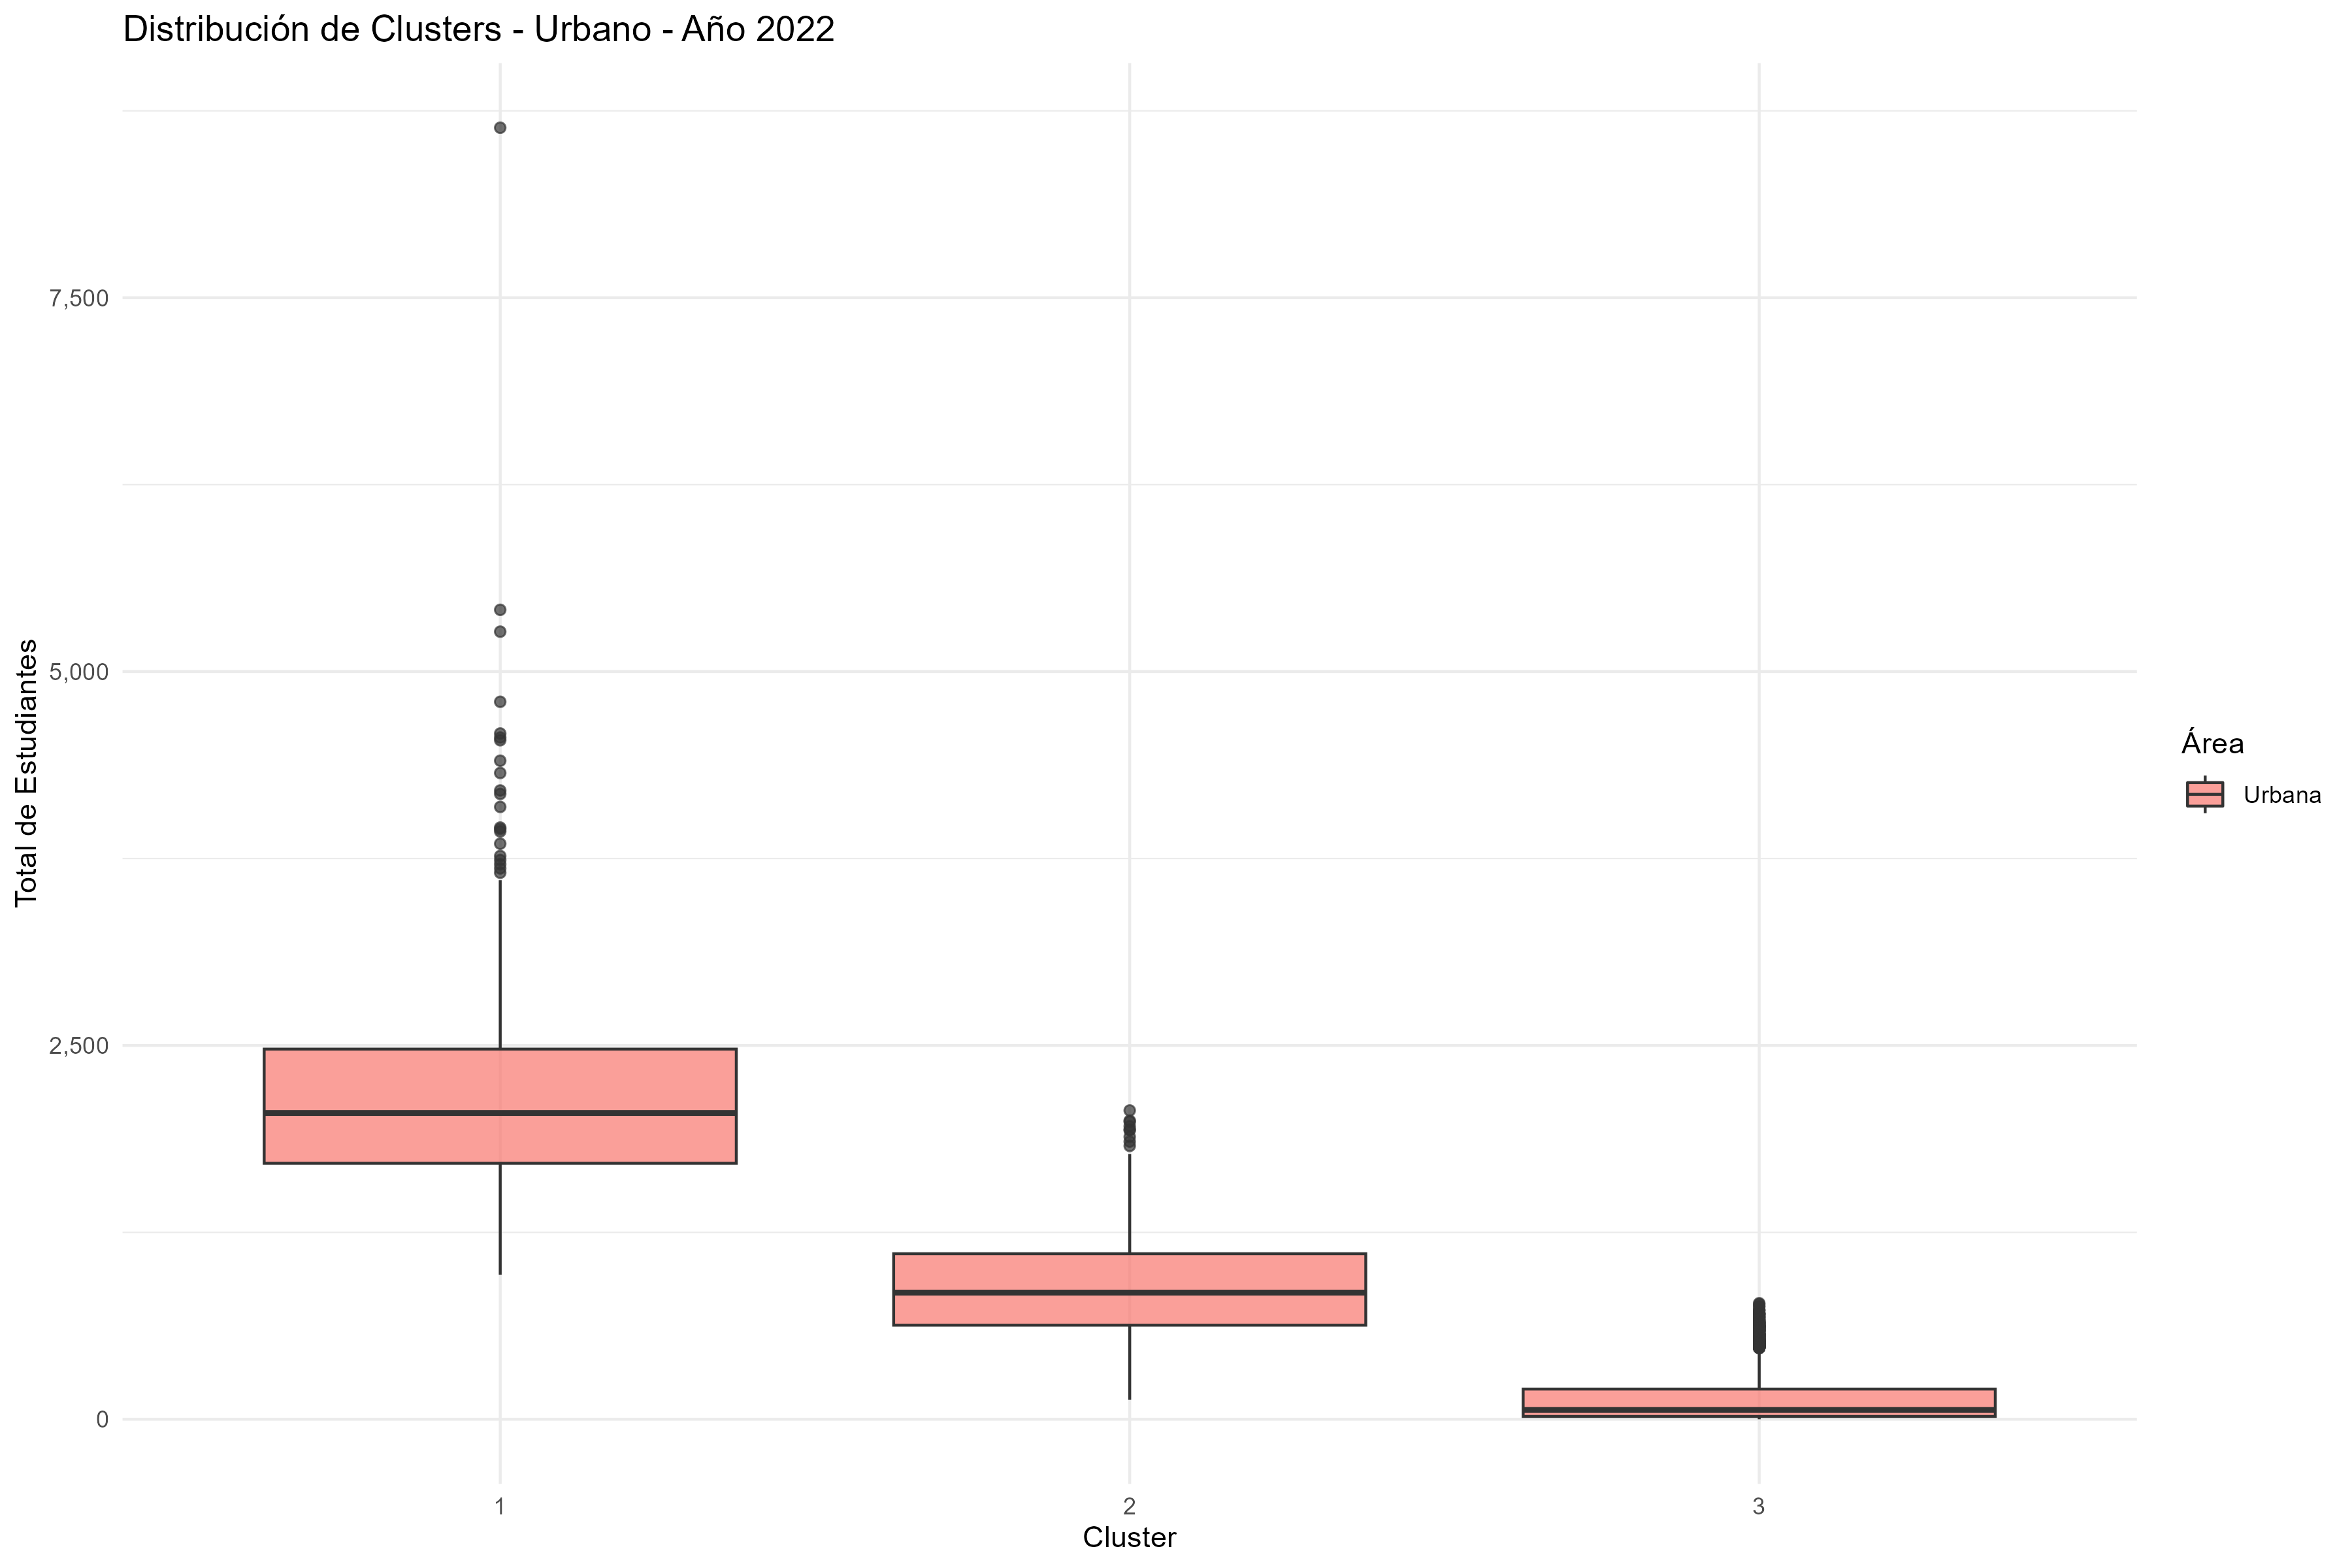 Distribución de Clusters - Urbano - Año 2022
Total de Estudiantes
7,500
5,000
2,500
0
1
2
3
Cluster
Área
Urbana